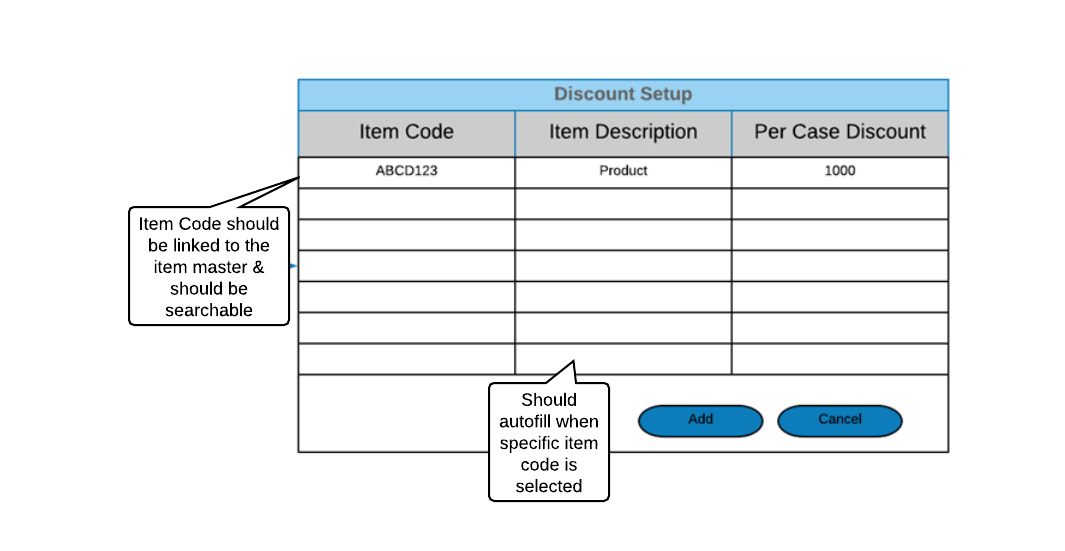 Discount Setup
Item Code Item Description Per Case Discount
ABCD123 Product 1000
Item Code should
be linked to the
item master &
should be
searchable
Should
autofill when
specific item
code is
selected
Add Cancel